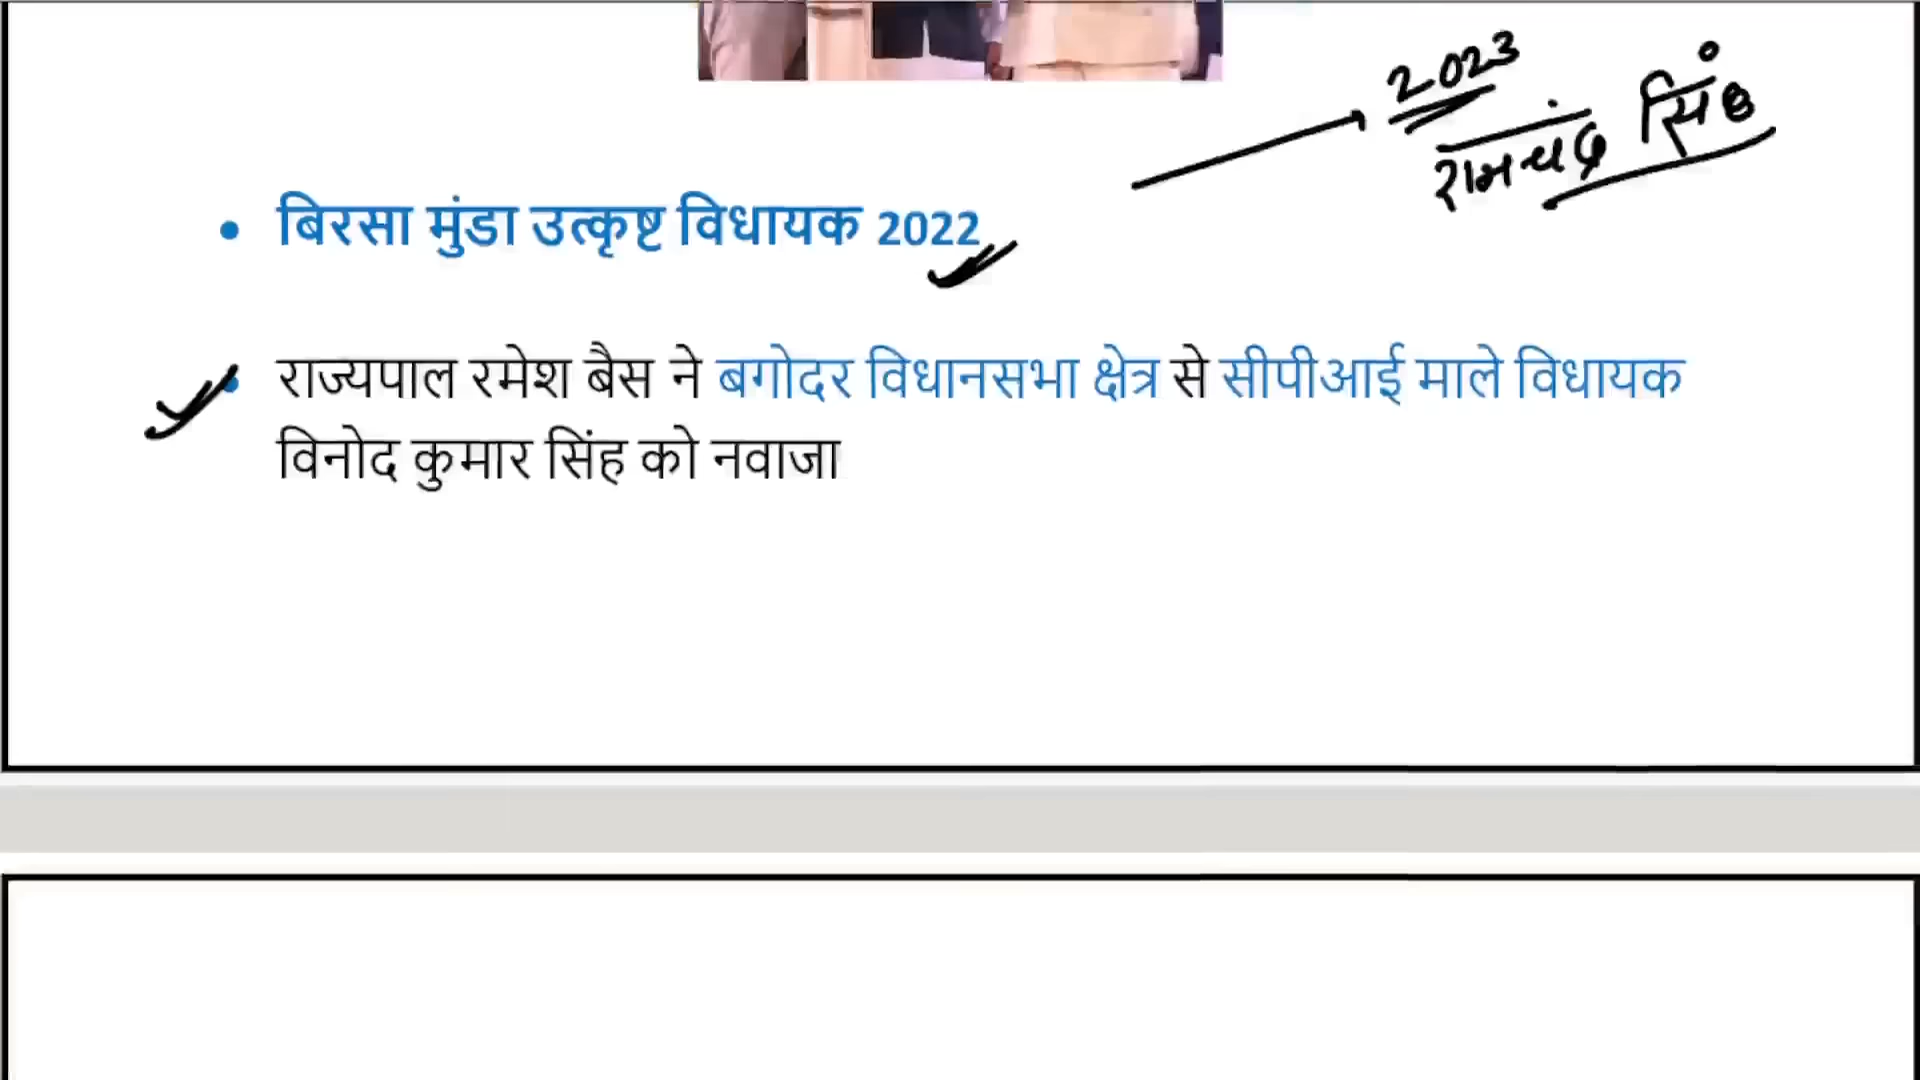 2023
रामचंद्र सिंह
बिरसा मुंडा उत्कृष्ट विधायक 2022
राज्यपाल रमेश बैस ने बगोदर विधानसभा क्षेत्र से सीपीआई माले विधायक
विनोद कुमार सिंह को नवाजा